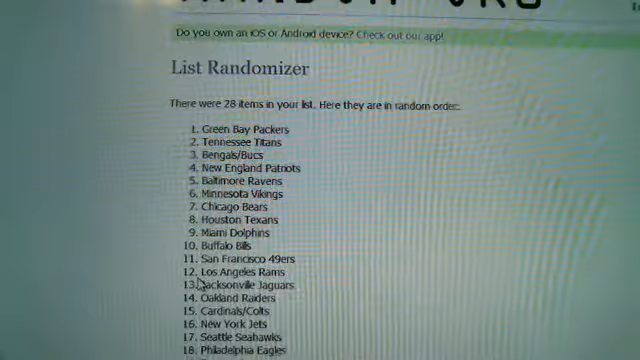 Do you own an iOS or Android device? Check out our app!
List Randomizer
There were 28 items in your list. Here they are in random order:
1. Green Bay Packers
2. Tennessee Titans
3. Bengals/Bucs
4. New England Patriots
5. Baltimore Ravens
6. Minnesota Vikings
7. Chicago Bears
8. Houston Texans
9. Miami Dolphins
10. Buffalo Bills
11. San Francisco 49ers
12. Los Angeles Rams
13. Jacksonville Jaguars
14. Oakland Raiders
15. Cardinals/Colts
16. New York Jets
17. Seattle Seahawks
18. Philadelphia Eagles